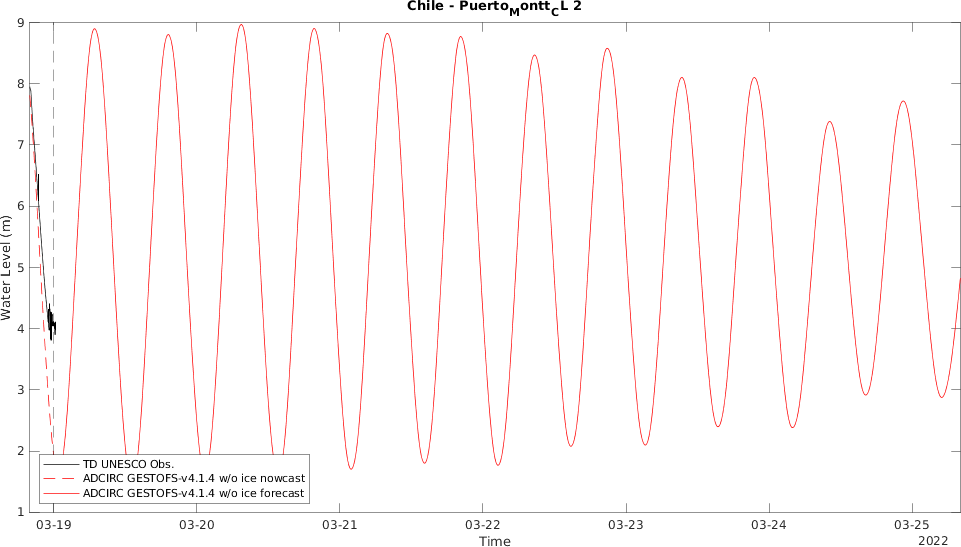 Chile - Puerto_Montt_CL 2
9
8
7
6
5
4
3
2
1
Water Level (m)
TD UNESCO Obs.
ADCIRC GESTOFS-v4.1.4 w/o ice nowcast
ADCIRC GESTOFS-v4.1.4 w/o ice forecast
03-19 03-20 03-21 03-22 03-23 03-24 03-25
Time
2022